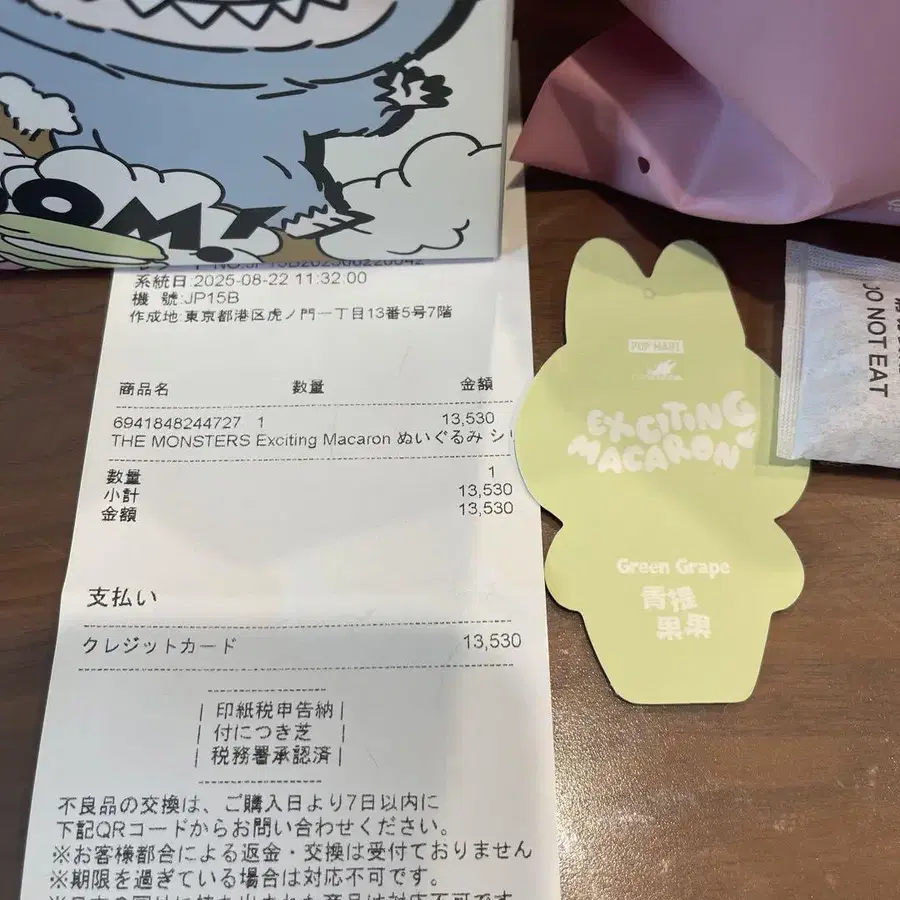 OM!
系統日:2025-08-22 11:32:00
機 號:JP15B
作成地:東京都港区虎ノ門一丁目13番5号7階
商品名 数量 金額
6941848244727 1 13,530
THE MONSTERS Exciting Macaron ぬいぐるみ シリ
数量 1
小計 13,530
金額 13,530
支払い
クレジットカード 13,530
印紙税申告納
付につき芝
税務署承認済
不良品の交換は、ご購入日より7日以内に
下記QRコードからお問い合わせください。
※お客様都合による返金・交換は受付ておりません
※期限を過ぎている場合は対応不可です。
POP MART
EXCITING
MACARON
Green Grape
青提
果果
DO NOT EAT